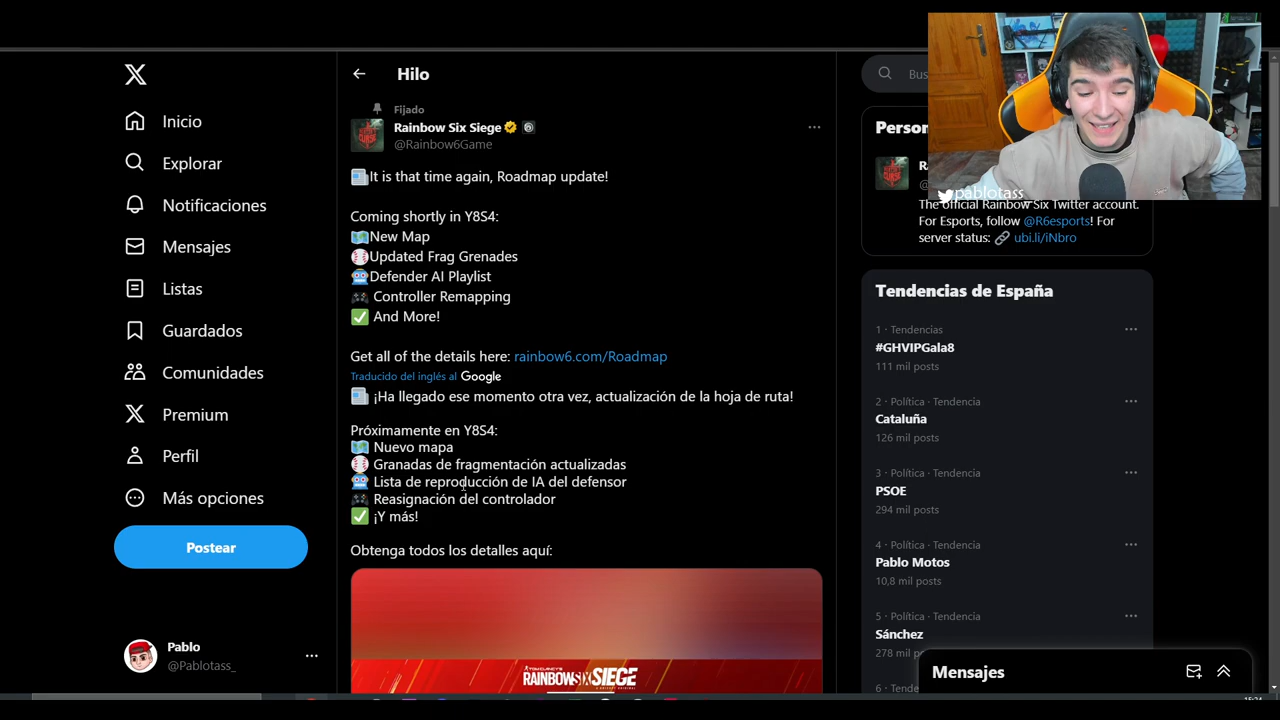 Hilo
Inicio
Explorar
Notificaciones
Mensajes
Listas
Guardados
Comunidades
Premium
Perfil
Más opciones
Postear
Pablo
@Pablotass_
Fijado
Rainbow Six Siege
@Rainbow6Game
It is that time again, Roadmap update!
Coming shortly in Y8S4:
New Map
Updated Frag Grenades
Defender AI Playlist
Controller Remapping
And More!
Get all of the details here: rainbow6.com/Roadmap
Traducido del inglés al Google
¡Ha llegado ese momento otra vez, actualización de la hoja de ruta!
Próximamente en Y8S4:
Nuevo mapa
Granadas de fragmentación actualizadas
Lista de reproducción de IA del defensor
Reasignación del controlador
¡Y más!
Obtenga todos los detalles aquí:
TOM CLANCY'S
RAINBOW SIX SIEGE
Bus
pablotass_
Person
The official Rainbow Six Twitter account.
For Esports, follow @R6esports! For
server status: ubi.li/iNbro
Tendencias de España
1 · Tendencias
#GHVIPGala8
111 mil posts
2 · Política · Tendencia
Cataluña
126 mil posts
3 · Política · Tendencia
PSOE
294 mil posts
4 · Política · Tendencia
Pablo Motos
10,8 mil posts
5 · Política · Tendencia
Sánchez
278 mil posts
6 · Tende
Mensajes